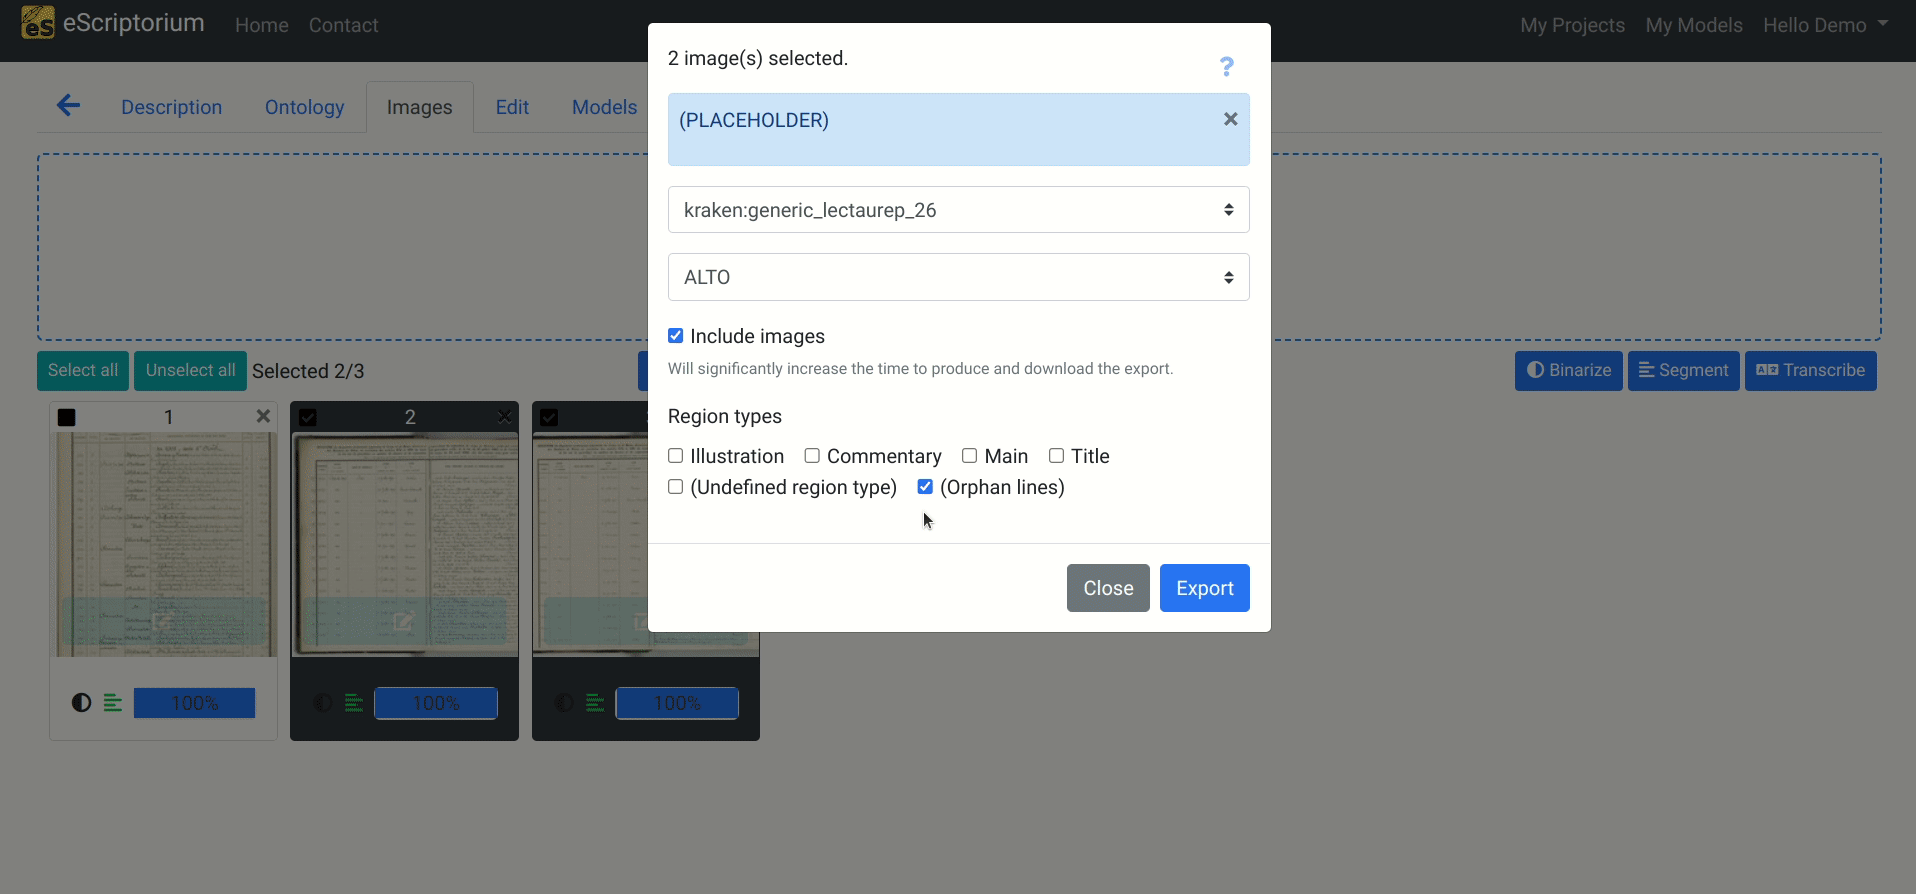 eScriptorium Home Contact My Projects My Models Hello Demo
Description Ontology Images Edit Models
2 image(s) selected.
?
(PLACEHOLDER) ×
kraken:generic_lectaurep_26
ALTO
Include images
Will significantly increase the time to produce and download the export.
Region types
Illustration Commentary Main Title
(Undefined region type) (Orphan lines)
Close Export
Select all Unselect all Selected 2/3 Binarize Segment Transcribe
1 2
100% 100% 100%